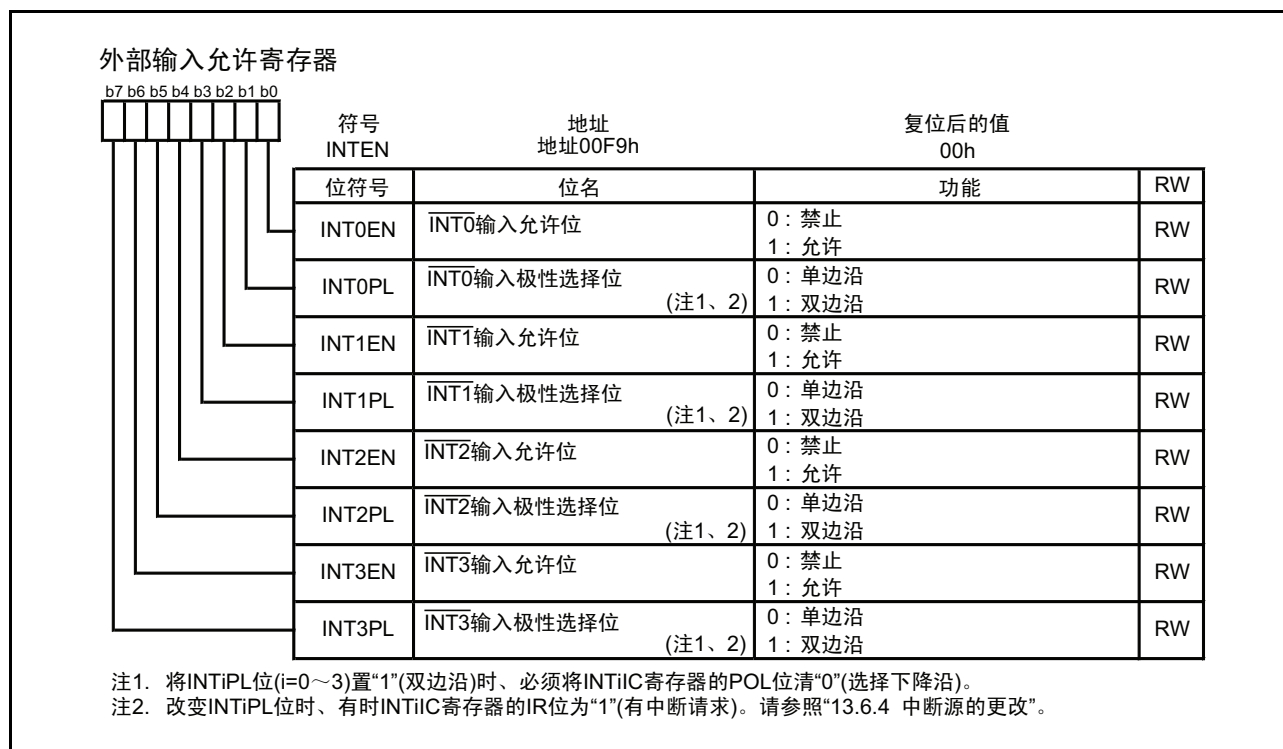 外部输入允许寄存器
b7 b6 b5 b4 b3 b2 b1 b0
符号 地址 复位后的值
INTEN 地址00F9h 00h
位符号 位名 功能 RW
INT0EN INT0输入允许位 0：禁止 RW
1：允许
INT0PL INT0输入极性选择位 0：单边沿 RW
(注1、2) 1：双边沿
INT1EN INT1输入允许位 0：禁止 RW
1：允许
INT1PL INT1输入极性选择位 0：单边沿 RW
(注1、2) 1：双边沿
INT2EN INT2输入允许位 0：禁止 RW
1：允许
INT2PL INT2输入极性选择位 0：单边沿 RW
(注1、2) 1：双边沿
INT3EN INT3输入允许位 0：禁止 RW
1：允许
INT3PL INT3输入极性选择位 0：单边沿 RW
(注1、2) 1：双边沿
注1. 将INTiPL位(i=0～3)置“1”(双边沿)时、必须将INTiIC寄存器的POL位清“0”(选择下降沿)。
注2. 改变INTiPL位时、有时INTiIC寄存器的IR位为“1”(有中断请求)。请参照“13.6.4 中断源的更改”。